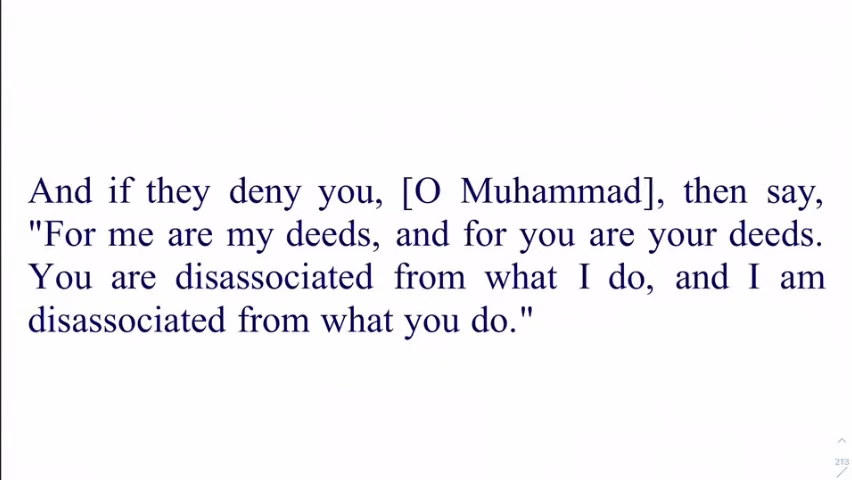 And if they deny you, [O Muhammad], then say,
"For me are my deeds, and for you are your deeds.
You are disassociated from what I do, and I am
disassociated from what you do."
213